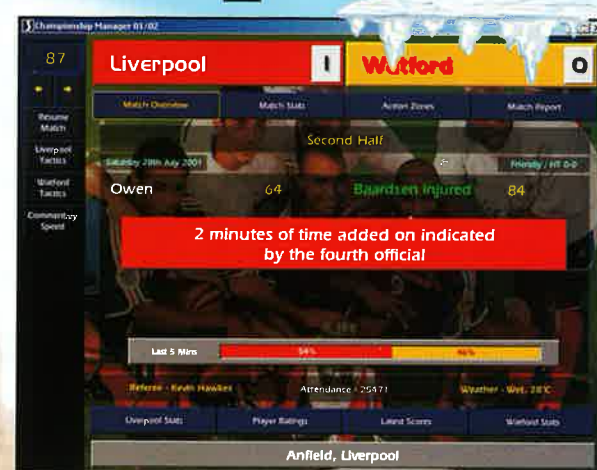 Championship Manager 01/02
87
Liverpool 1 Watford 0
Match Overview Match Stats Action Zones Match Report
Resume Match
Liverpool Tactics
Watford Tactics
Commentary Speed
Second Half
Saturday 28th July 2001 Friendly / HT 0-0
Owen 64 Baardsen Injured 84
2 minutes of time added on indicated
by the fourth official
Last 5 Mins 54% 46%
Referee - Kevin Hawkes Attendance - 25471 Weather - Wet, 28°C
Liverpool Stats Player Ratings Latest Scores Watford Stats
Anfield, Liverpool